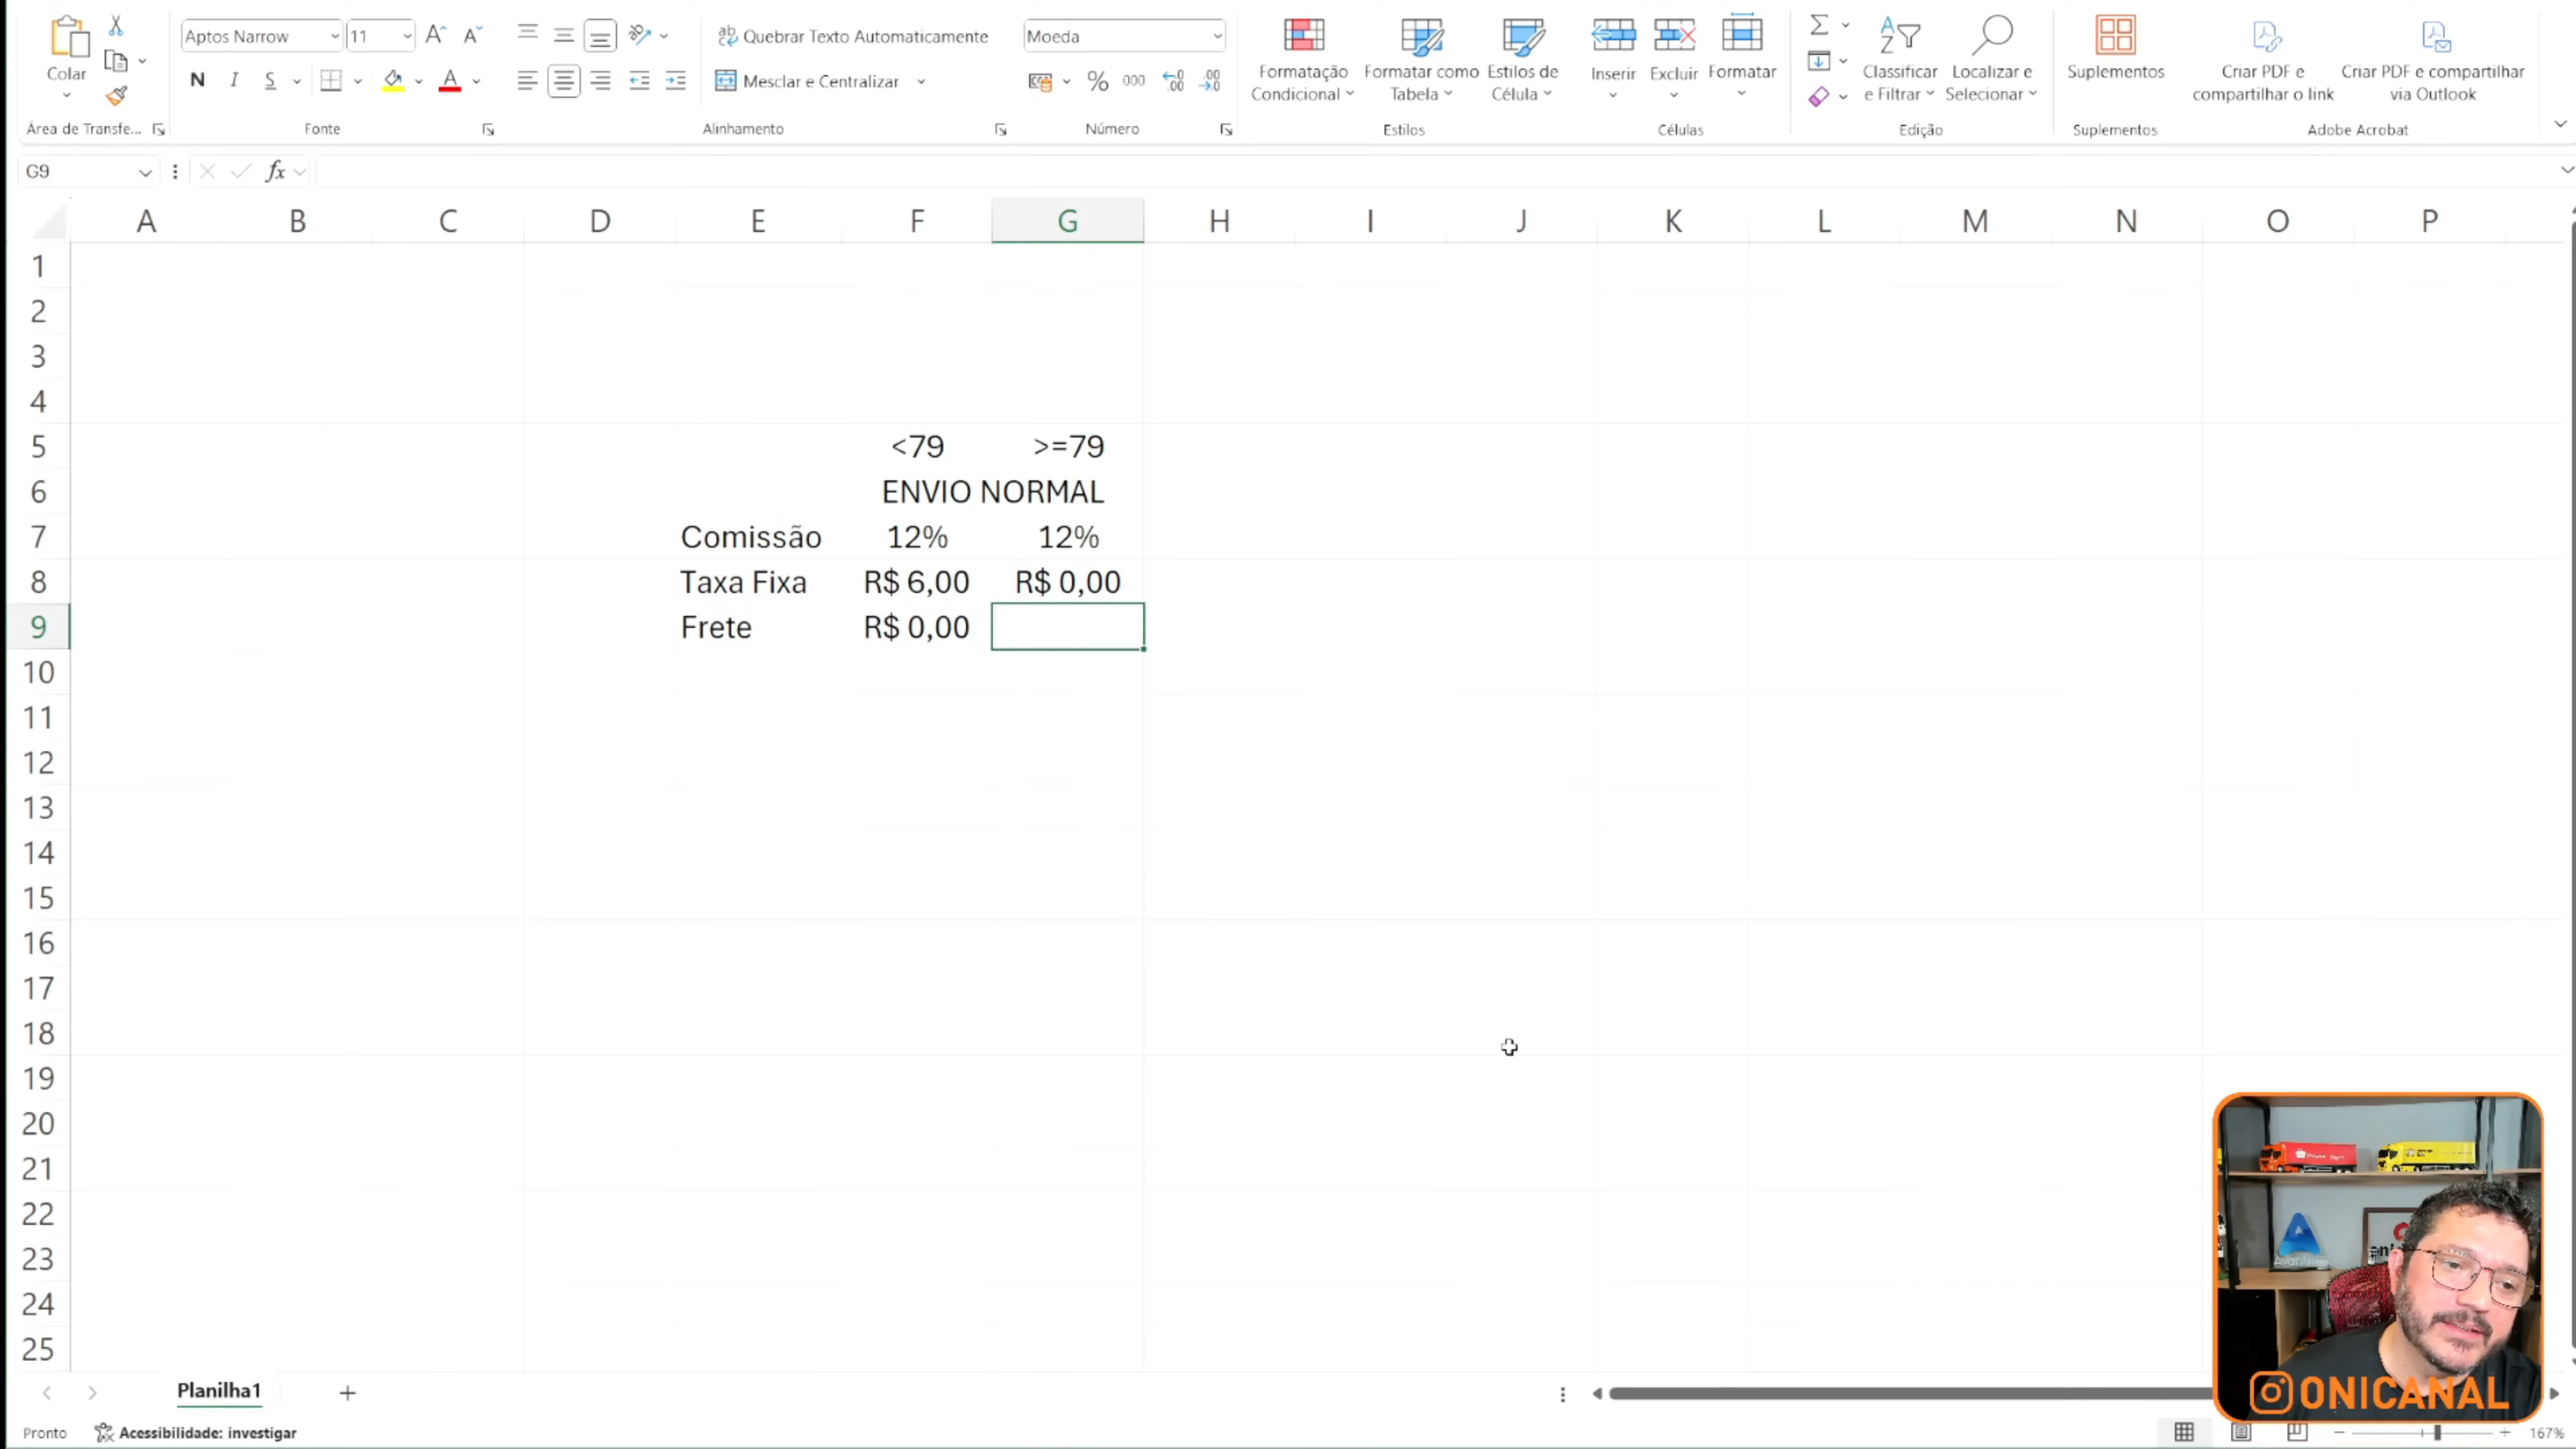 Colar
Aptos Narrow
11
N I S
Quebrar Texto Automaticamente
Mesclar e Centralizar
Moeda
% 000
Formatação Condicional
Formatar como Tabela
Estilos de Célula
Inserir
Excluir
Formatar
Classificar e Filtrar
Localizar e Selecionar
Suplementos
Criar PDF e compartilhar o link
Criar PDF e compartilhar via Outlook
Área de Transfe...
Fonte
Alinhamento
Número
Estilos
Células
Edição
Suplementos
Adobe Acrobat
G9
fx
A B C D E F G H I J K L M N O P
1
2
3
4
5 <79 >=79
6 ENVIO NORMAL
7 Comissão 12% 12%
8 Taxa Fixa R$ 6,00 R$ 0,00
9 Frete R$ 0,00
10
11
12
13
14
15
16
17
18
19
20
21
22
23
24
25
ONICANAL
Planilha1
Pronto
Acessibilidade: investigar
167%